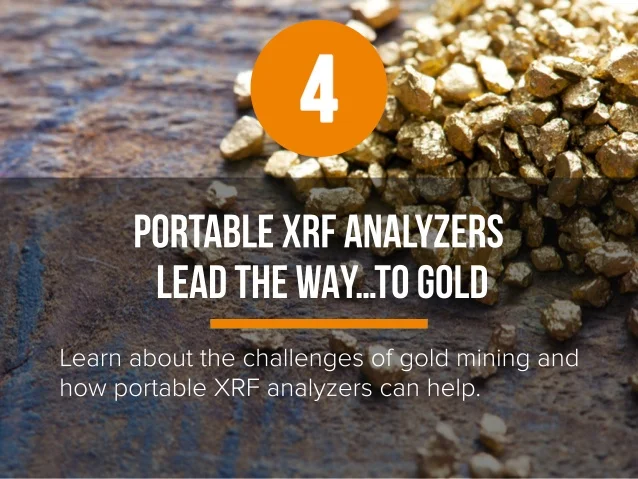 4
PORTABLE XRF ANALYZERS
LEAD THE WAY...TO GOLD
Learn about the challenges of gold mining and
how portable XRF analyzers can help.